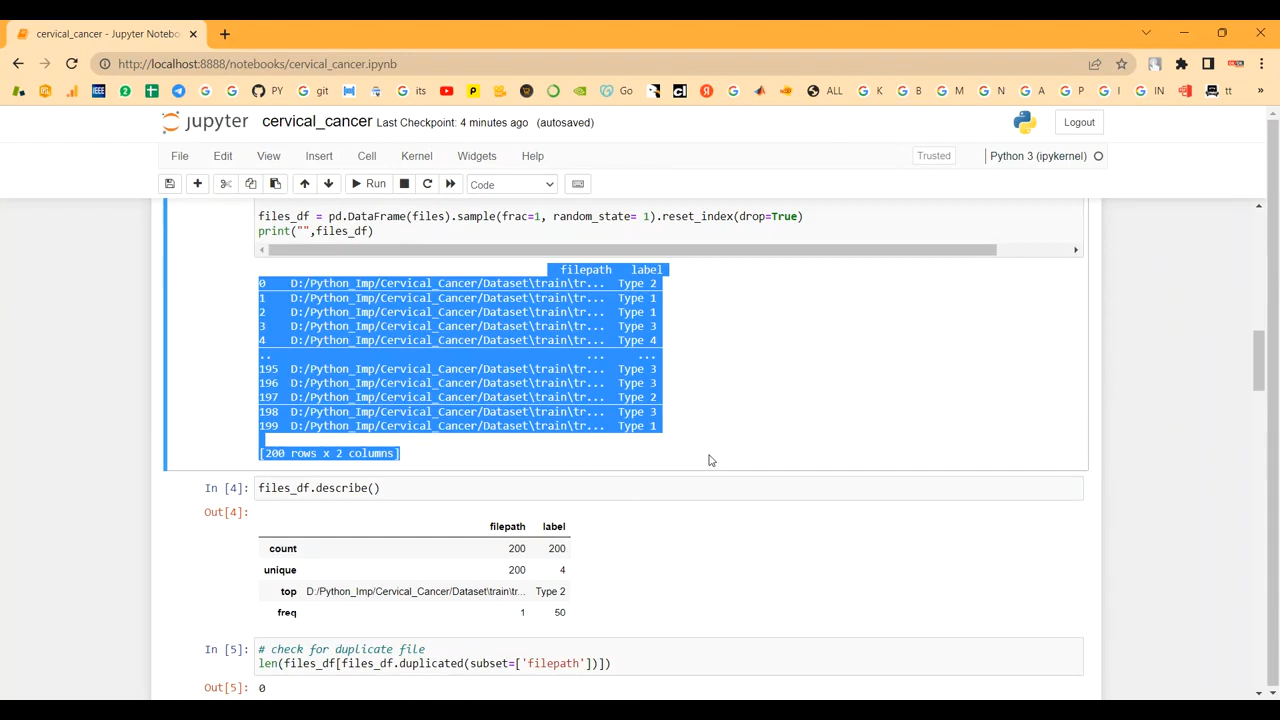 cervical_cancer - Jupyter Notebo
http://localhost:8888/notebooks/cervical_cancer.ipynb
IEEE PY git its Go ALL K B M N A P I IN tt »
jupyter cervical_cancer Last Checkpoint: 4 minutes ago (autosaved) Logout
File Edit View Insert Cell Kernel Widgets Help Trusted Python 3 (ipykernel)
Run Code
files_df = pd.DataFrame(files).sample(frac=1, random_state= 1).reset_index(drop=True)
print("",files_df)
filepath label
0 D:/Python_Imp/Cervical_Cancer/Dataset\train\tr... Type 2
1 D:/Python_Imp/Cervical_Cancer/Dataset\train\tr... Type 1
2 D:/Python_Imp/Cervical_Cancer/Dataset\train\tr... Type 1
3 D:/Python_Imp/Cervical_Cancer/Dataset\train\tr... Type 3
4 D:/Python_Imp/Cervical_Cancer/Dataset\train\tr... Type 4
.. ... ...
195 D:/Python_Imp/Cervical_Cancer/Dataset\train\tr... Type 3
196 D:/Python_Imp/Cervical_Cancer/Dataset\train\tr... Type 3
197 D:/Python_Imp/Cervical_Cancer/Dataset\train\tr... Type 2
198 D:/Python_Imp/Cervical_Cancer/Dataset\train\tr... Type 3
199 D:/Python_Imp/Cervical_Cancer/Dataset\train\tr... Type 1
[200 rows x 2 columns]
In [4]: files_df.describe()
Out[4]:
filepath label
count 200 200
unique 200 4
top D:/Python_Imp/Cervical_Cancer/Dataset\train\tr... Type 2
freq 1 50
In [5]: # check for duplicate file
len(files_df[files_df.duplicated(subset=['filepath'])])
Out[5]: 0